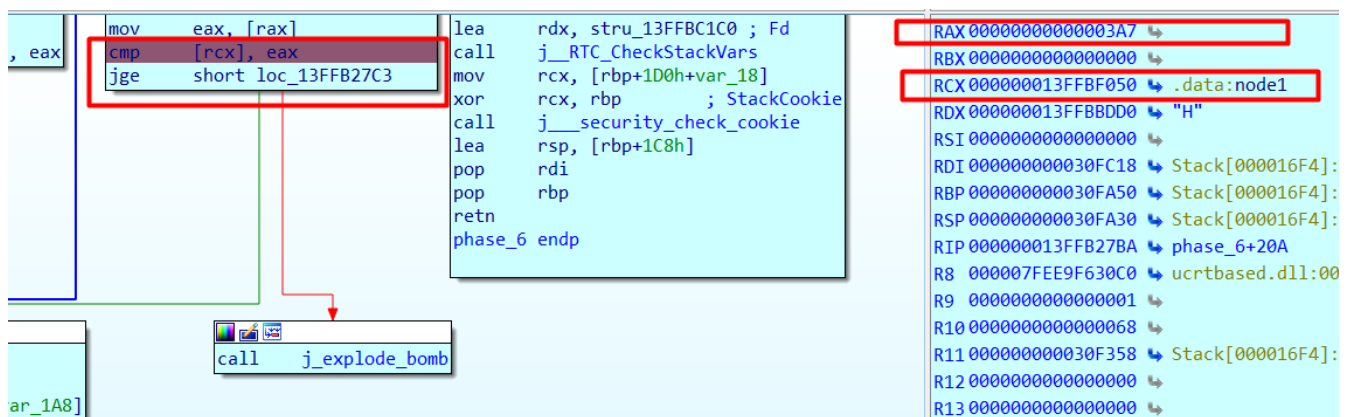 , eax
mov eax, [rax]
cmp [rcx], eax
jge short loc_13FFB27C3
lea rdx, stru_13FFBC1C0 ; Fd
call j__RTC_CheckStackVars
mov rcx, [rbp+1D0h+var_18]
xor rcx, rbp ; StackCookie
call j___security_check_cookie
lea rsp, [rbp+1C8h]
pop rdi
pop rbp
retn
phase_6 endp
call j_explode_bomb
ar_1A8]
RAX 00000000000003A7
RBX 0000000000000000
RCX 000000013FFBF050 .data:node1
RDX 000000013FFBBDD0 "H"
RSI 0000000000000000
RDI 000000000030FC18 Stack[000016F4]:
RBP 000000000030FA50 Stack[000016F4]:
RSP 000000000030FA30 Stack[000016F4]:
RIP 000000013FFB27BA phase_6+20A
R8 000007FEE9F630C0 ucrtbased.dll:00
R9 0000000000000001
R10 0000000000000068
R11 000000000030F358 Stack[000016F4]:
R12 0000000000000000
R13 0000000000000000